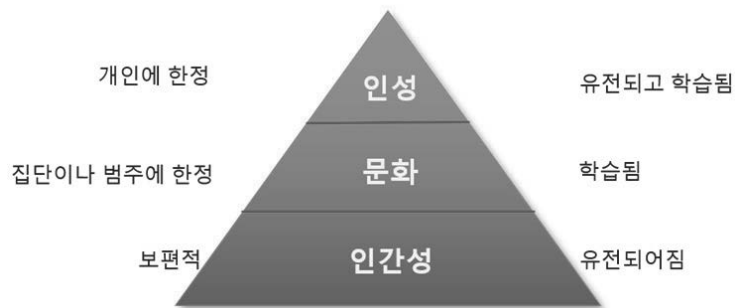 개인에 한정 인성 유전되고 학습됨
집단이나 범주에 한정 문화 학습됨
보편적 인간성 유전되어짐